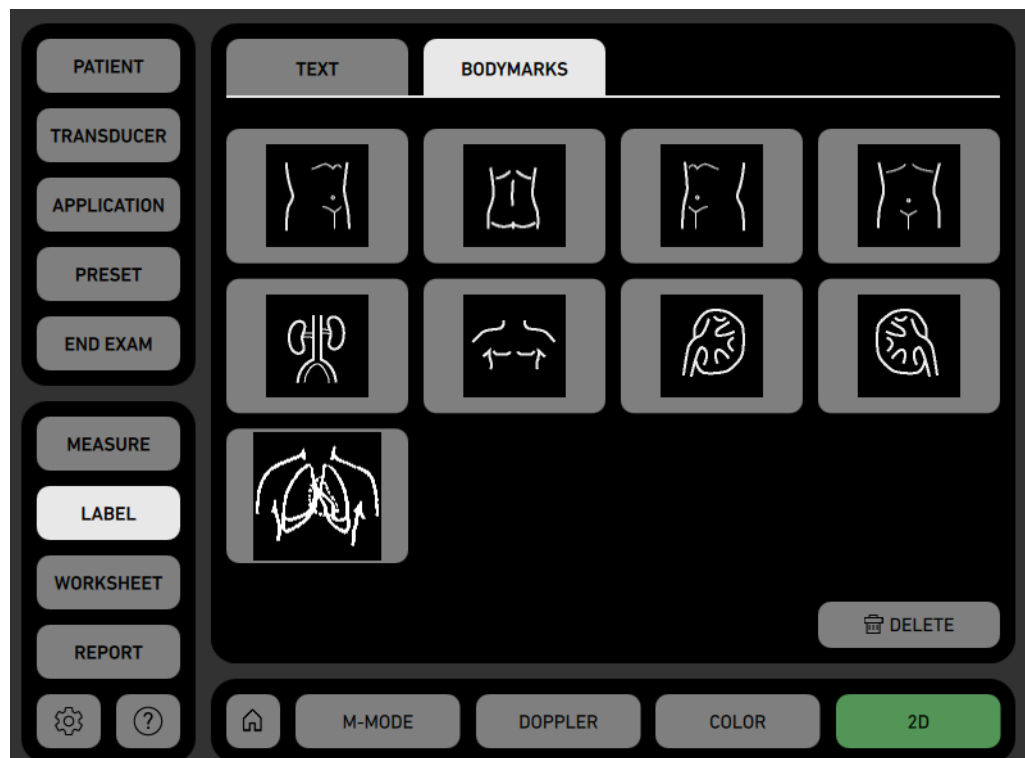 PATIENT
TRANSDUCER
APPLICATION
PRESET
END EXAM
MEASURE
LABEL
WORKSHEET
REPORT
?
TEXT
BODYMARKS
DELETE
M-MODE
DOPPLER
COLOR
2D